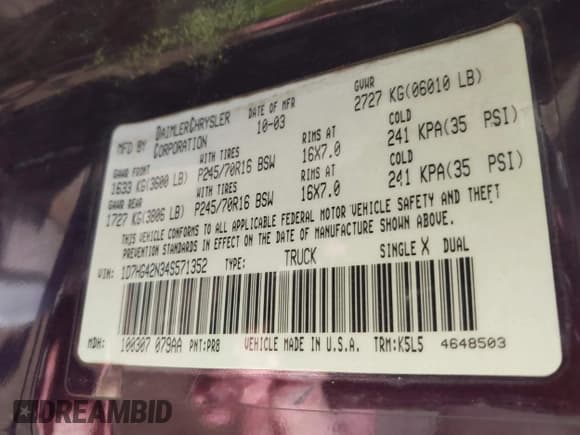 MFD BY DAIMLERCHRYSLER CORPORATION DATE OF MFR 10-03 GVWR 2727 KG(06010 LB)
GAWR FRONT WITH TIRES RIMS AT COLD
1633 KG(3600 LB) P245/70R16 BSW 16X7.0 241 KPA(35 PSI)
GAWR REAR WITH TIRES RIMS AT COLD
1727 KG(3806 LB) P245/70R16 BSW 16X7.0 241 KPA(35 PSI)
THIS VEHICLE CONFORMS TO ALL APPLICABLE FEDERAL MOTOR VEHICLE SAFETY AND THEFT
PREVENTION STANDARDS IN EFFECT ON THE DATE OF MANUFACTURE SHOWN ABOVE.
VIN: 1D7HG42N34S571352 TYPE: TRUCK SINGLE X DUAL
MDH: 100307 079AA PNT:PR8 VEHICLE MADE IN U.S.A. TRM:K5L5 4648503
DREAMBID